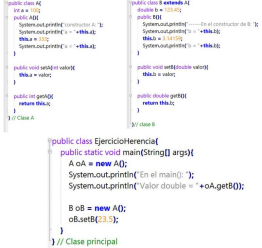 public class A{
int a = 100;
public A(){
System.out.println("constructor A: ");
System.out.println("a = "+this.a);
this.a = 333;
System.out.println("a = "+this.a);
}
public void setA(int valor){
this.a = valor;
}
public int getA(){
return this.a;
}
} // Clase A
public class B extends A{
double b = 123.45;
public B(){
System.out.println("-----En el constructor de B: ");
System.out.println("b = "+this.b);
this.b = 3.14159;
System.out.println("b = "+this.b);
}
public void setB(double valor){
this.b = valor;
}
public double getB(){
return this.b;
}
}// clase B
public class EjercicioHerencia{
public static void main(String[] args){
A oA = new A();
System.out.println("En el main(): ");
System.out.println("Valor double = "+oA.getB());
B oB = new A();
oB.setB(23.5);
}
} // Clase principal